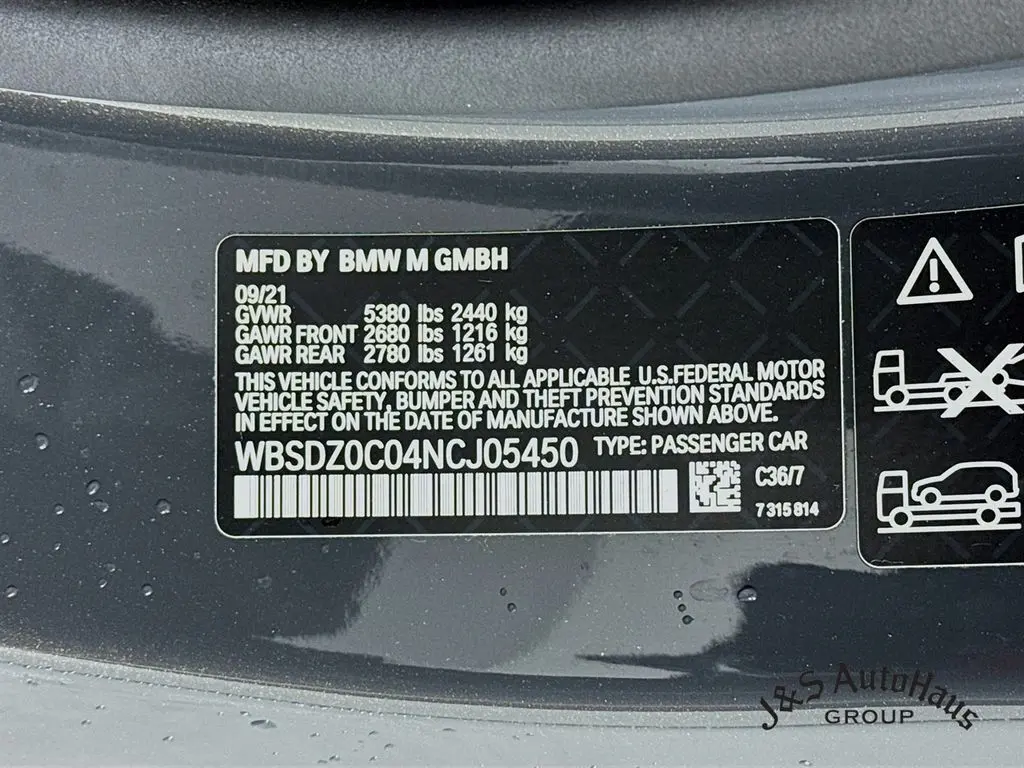 MFD BY BMW M GMBH
09/21
GVWR 5380 lbs 2440 kg
GAWR FRONT 2680 lbs 1216 kg
GAWR REAR 2780 lbs 1261 kg
THIS VEHICLE CONFORMS TO ALL APPLICABLE U.S.FEDERAL MOTOR
VEHICLE SAFETY, BUMPER AND THEFT PREVENTION STANDARDS
IN EFFECT ON THE DATE OF MANUFACTURE SHOWN ABOVE.
WBSDZ0C04NCJ05450 TYPE: PASSENGER CAR
C36/7
7 315 814
J&S AutoHaus
GROUP